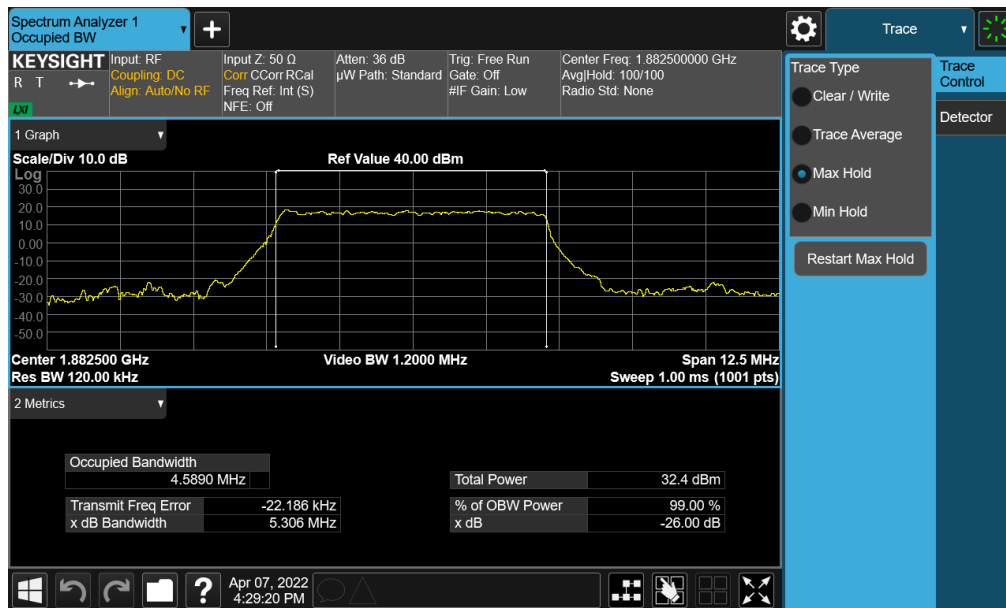 Spectrum Analyzer 1
Occupied BW
Trace
KEYSIGHT
R T
LXI
Input: RF
Coupling: DC
Align: Auto/No RF
Input Z: 50 Ω
Corr CCorr RCal
Freq Ref: Int (S)
NFE: Off
Atten: 36 dB
µW Path: Standard
Trig: Free Run
Gate: Off
#IF Gain: Low
Center Freq: 1.882500000 GHz
Avg|Hold: 100/100
Radio Std: None
Trace Type
Clear / Write
Trace Average
Max Hold
Min Hold
Restart Max Hold
Trace
Control
Detector
1 Graph
Scale/Div 10.0 dB
Ref Value 40.00 dBm
Log
30.0
20.0
10.0
0.00
-10.0
-20.0
-30.0
-40.0
-50.0
Center 1.882500 GHz
Video BW 1.2000 MHz
Span 12.5 MHz
Res BW 120.00 kHz
Sweep 1.00 ms (1001 pts)
2 Metrics
Occupied Bandwidth
4.5890 MHz
Total Power 32.4 dBm
Transmit Freq Error -22.186 kHz
% of OBW Power 99.00 %
x dB Bandwidth 5.306 MHz
x dB -26.00 dB
?
Apr 07, 2022
4:29:20 PM